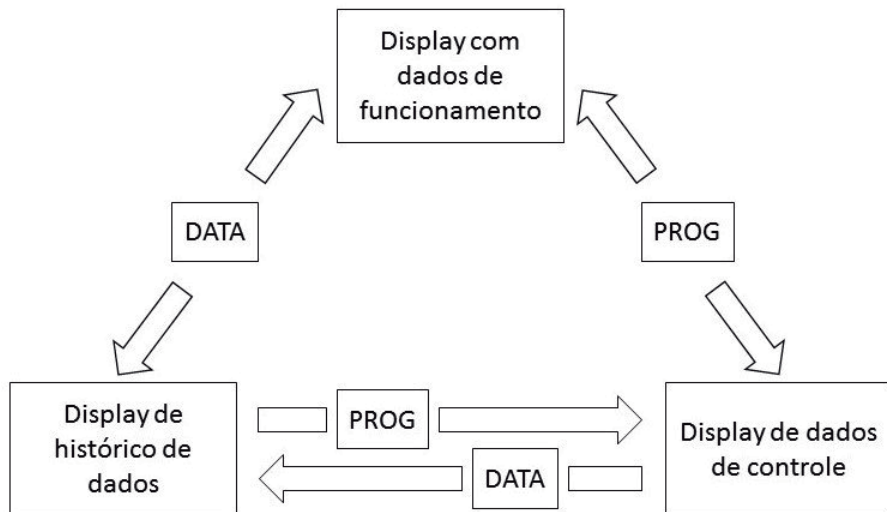 Display com
dados de
funcionamento
DATA
PROG
Display de
histórico de
dados
PROG
DATA
Display de dados
de controle